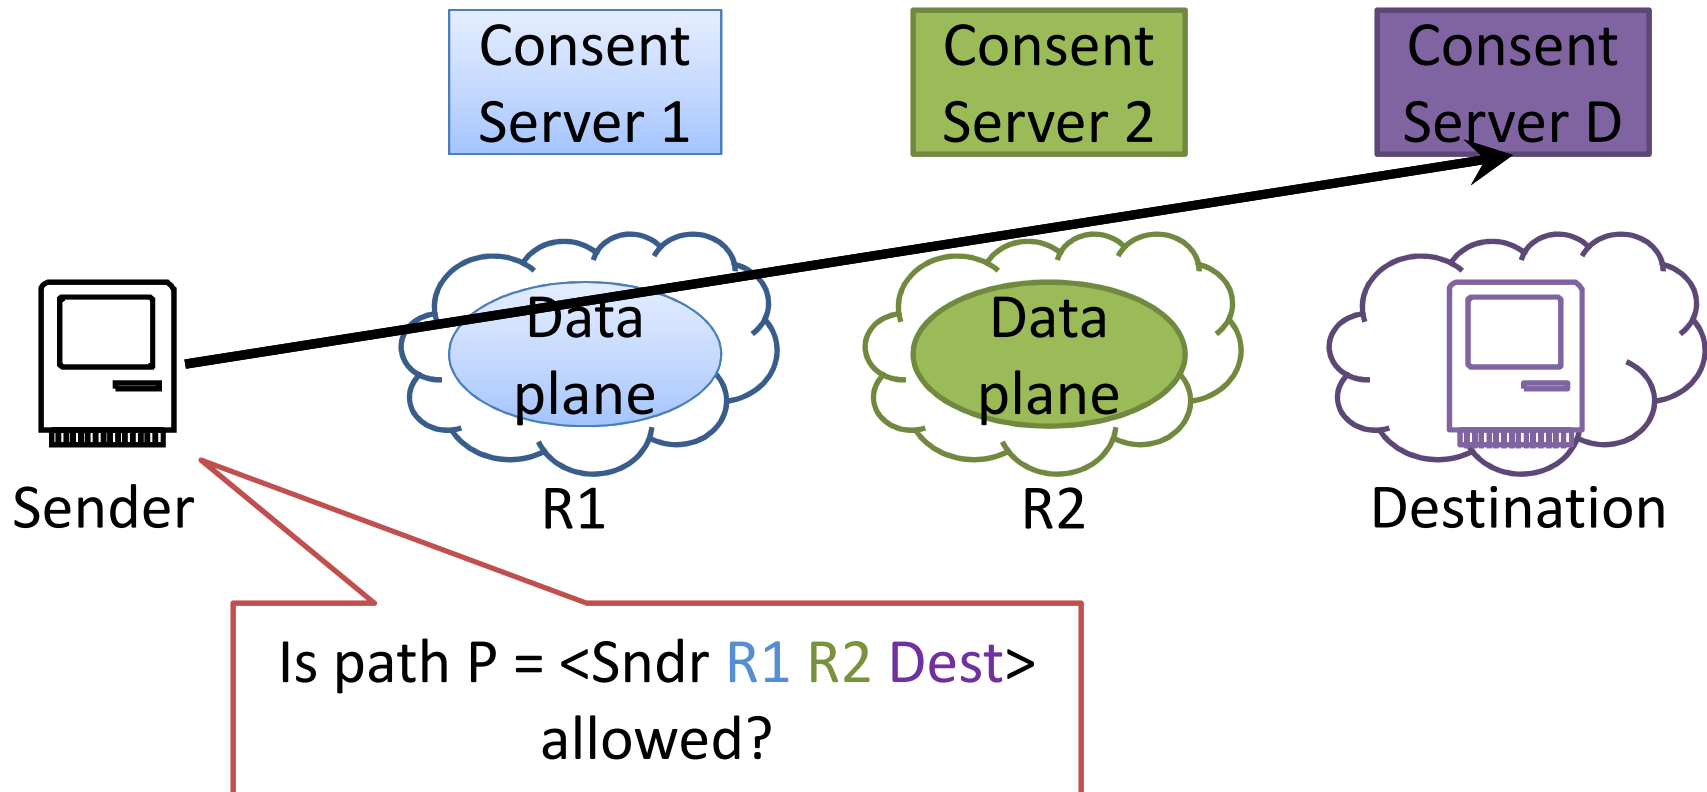 Consent
Server 1
Consent
Server 2
Consent
Server D
Data
plane
Data
plane
Sender
R1
R2
Destination
Is path P = <Sndr R1 R2 Dest>
allowed?